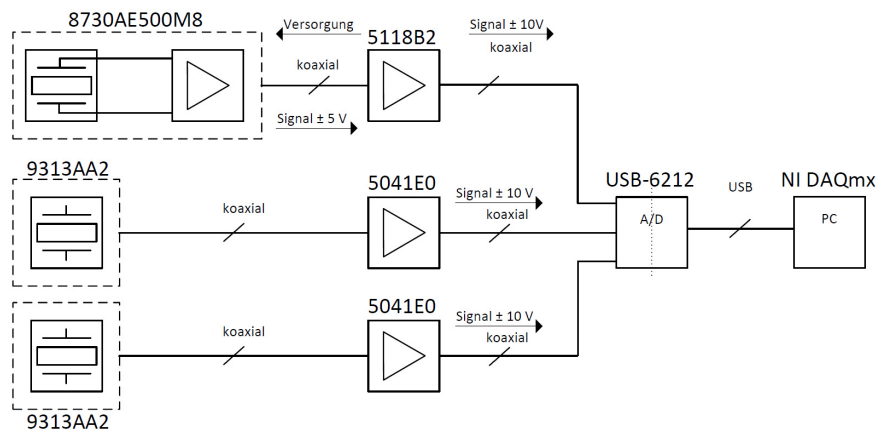 8730AE500M8
Versorgung
5118B2
Signal ± 10V
koaxial
koaxial
Signal ± 5 V
9313AA2
5041E0
Signal ± 10 V
koaxial
koaxial
USB-6212
USB
NI DAQmx
A/D
PC
5041E0
Signal ± 10 V
koaxial
koaxial
9313AA2